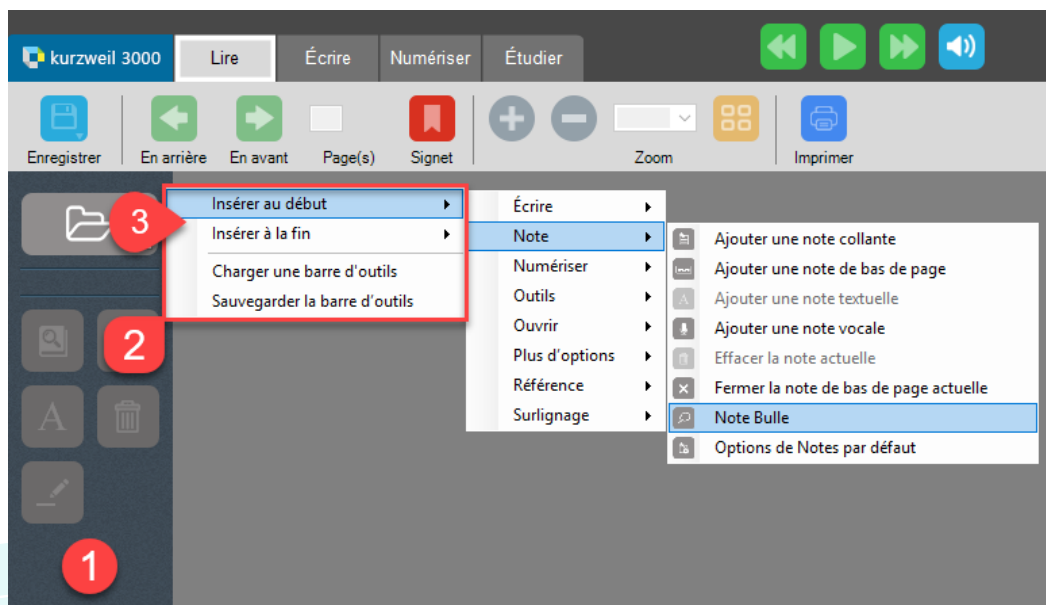 kurzweil 3000
Lire
Écrire
Numériser
Étudier
Enregistrer
En arrière
En avant
Page(s)
Signet
Zoom
Imprimer
3
Insérer au début
Insérer à la fin
Charger une barre d'outils
Sauvegarder la barre d'outils
Écrire
Note
Numériser
Outils
Ouvrir
Plus d'options
Référence
Surlignage
Ajouter une note collante
Ajouter une note de bas de page
Ajouter une note textuelle
Ajouter une note vocale
Effacer la note actuelle
Fermer la note de bas de page actuelle
Note Bulle
Options de Notes par défaut
2
A
1